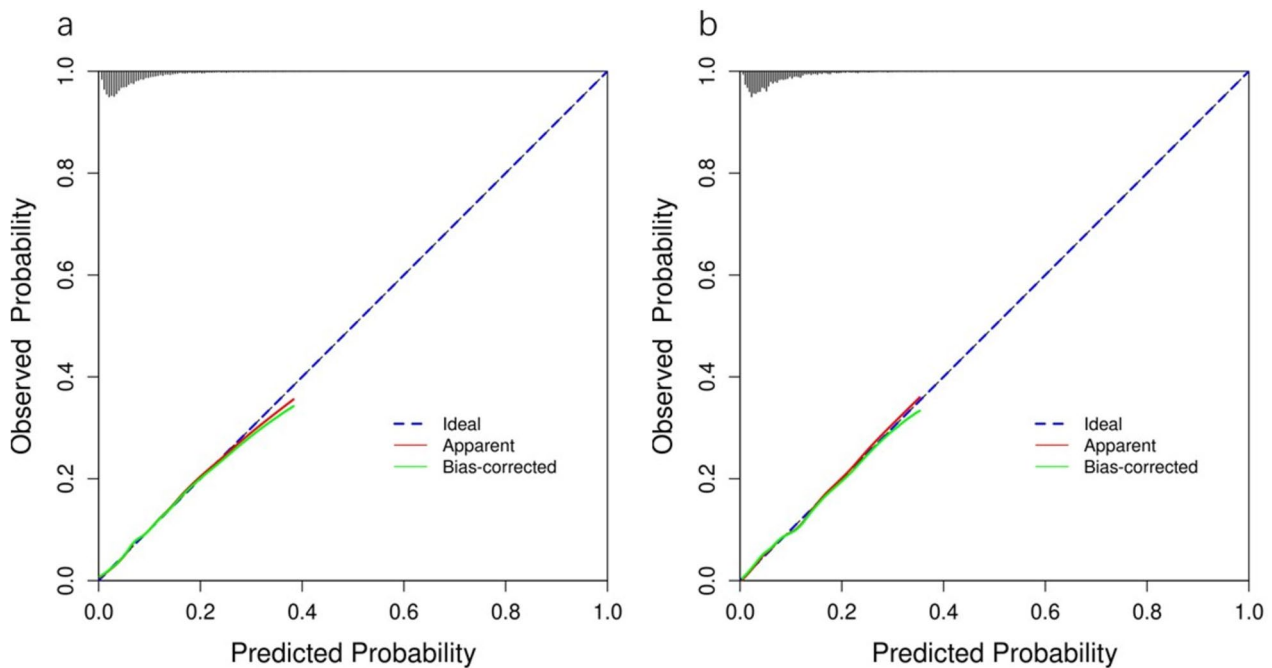 a
1.0
0.8
0.6
0.4
0.2
0.0
Observed Probability
Ideal
Apparent
Bias-corrected
0.0 0.2 0.4 0.6 0.8 1.0
Predicted Probability
b
1.0
0.8
0.6
0.4
0.2
0.0
Observed Probability
Ideal
Apparent
Bias-corrected
0.0 0.2 0.4 0.6 0.8 1.0
Predicted Probability